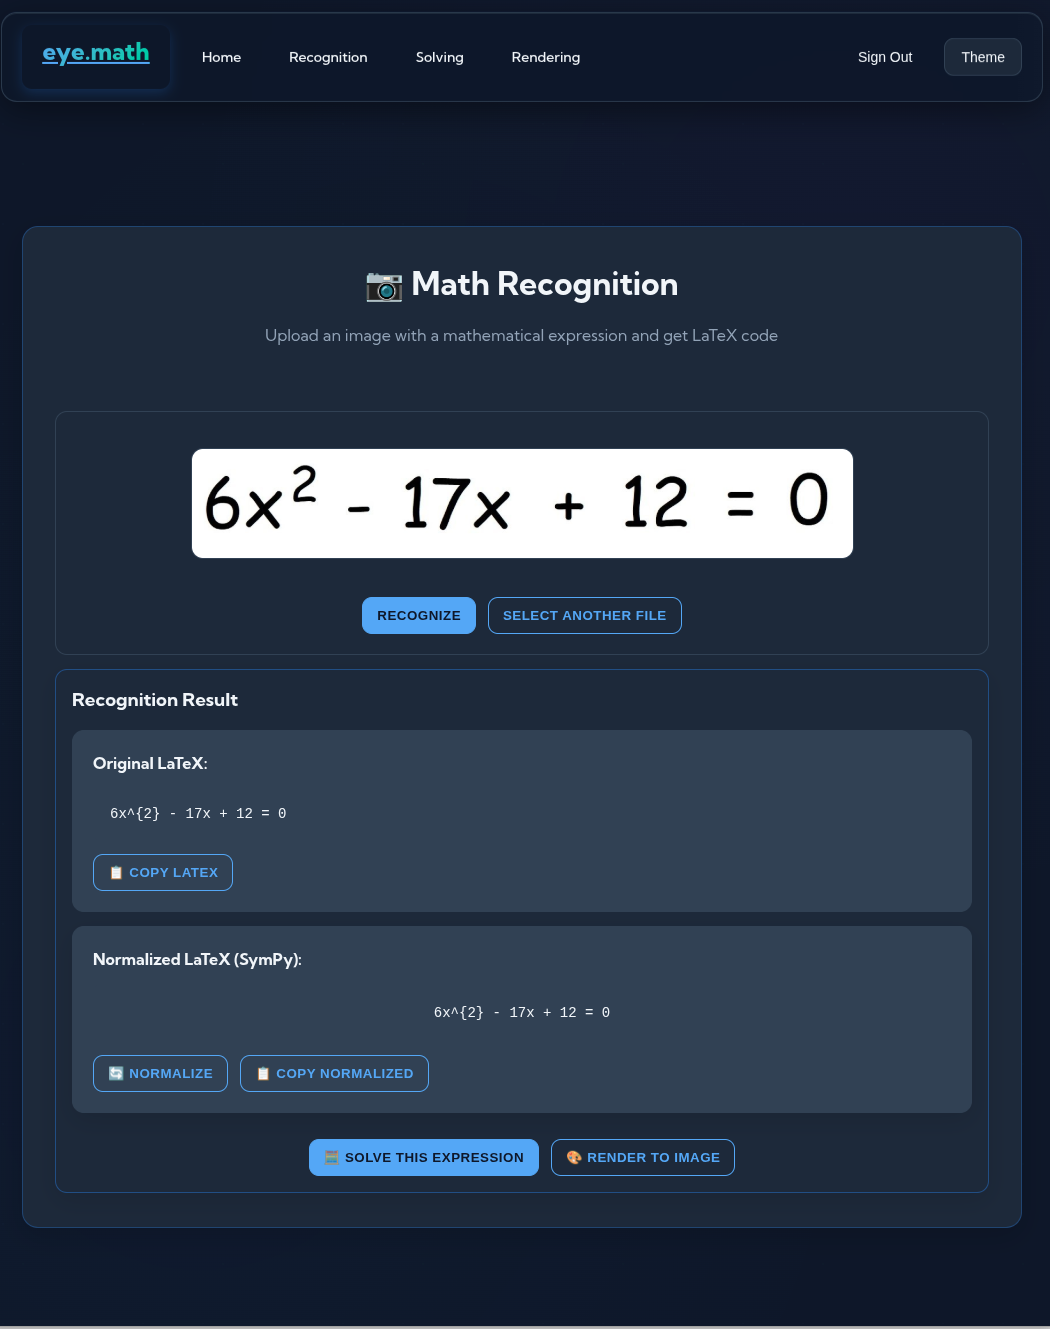 eye.math Home Recognition Solving Rendering Sign Out Theme
📷 Math Recognition
Upload an image with a mathematical expression and get LaTeX code
6x² - 17x + 12 = 0
RECOGNIZE SELECT ANOTHER FILE
Recognition Result
Original LaTeX:
6x^{2} - 17x + 12 = 0
📋 COPY LATEX
Normalized LaTeX (SymPy):
6x^{2} - 17x + 12 = 0
🔄 NORMALIZE 📋 COPY NORMALIZED
🧮 SOLVE THIS EXPRESSION 🎨 RENDER TO IMAGE